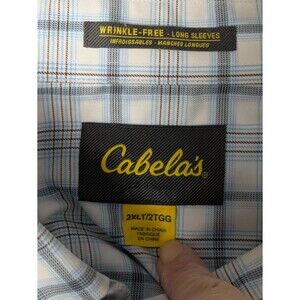 WRINKLE-FREE · LONG SLEEVES
INFROISSABLES · MANCHES LONGUES
Cabela's®
2XLT/2TGG
MADE IN CHINA
FABRIQUÉ
EN CHINE